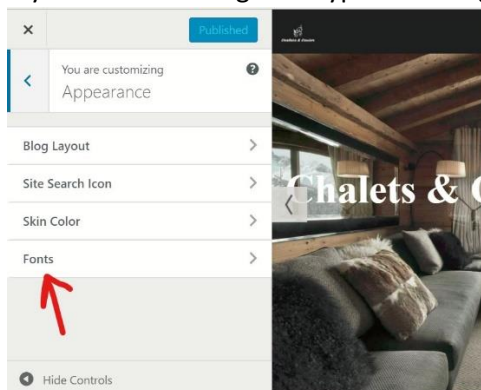 Published
You are customizing
Appearance
Blog Layout
Site Search Icon
Skin Color
Fonts
Hide Controls
Chalets &